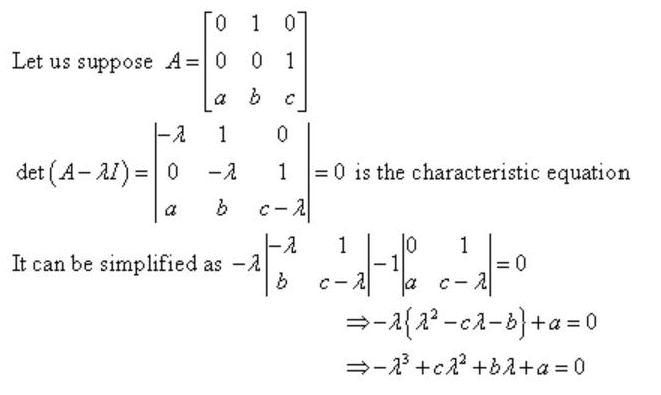 Let us suppose A = [0 1 0; 0 0 1; a b c]
det (A − λI) = |−λ 1 0; 0 −λ 1; a b c − λ| = 0 is the characteristic equation
It can be simplified as −λ |−λ 1; b c − λ| − 1 |0 1; a c − λ| = 0
⇒ −λ{λ² − cλ − b} + a = 0
⇒ −λ³ + cλ² + bλ + a = 0